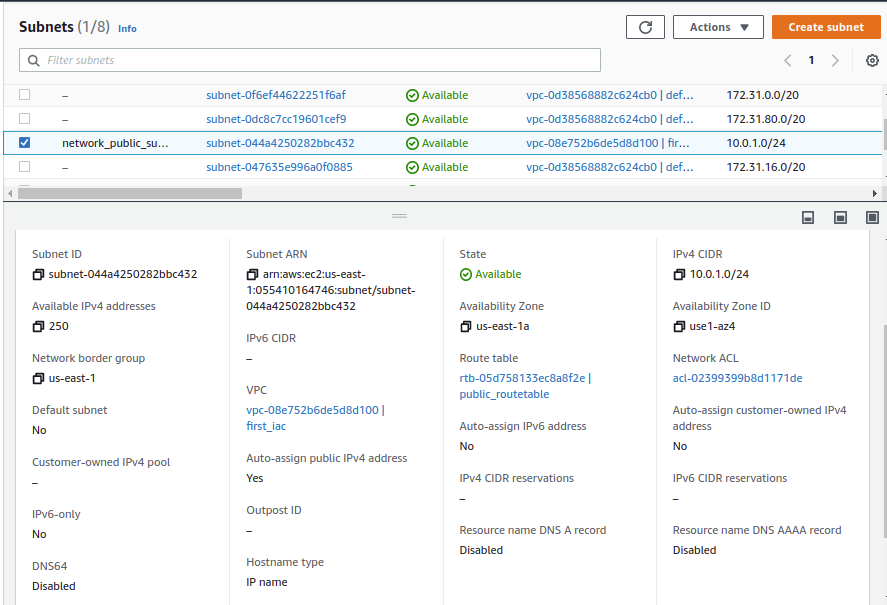 Subnets (1/8) Info
Actions
Create subnet
Filter subnets
1
– subnet-0f6ef44622251f6af Available vpc-0d38568882c624cb0 | def... 172.31.0.0/20
– subnet-0dc8c7cc19601cef9 Available vpc-0d38568882c624cb0 | def... 172.31.80.0/20
network_public_su... subnet-044a4250282bbc432 Available vpc-08e752b6de5d8d100 | firs... 10.0.1.0/24
– subnet-047635e996a0f0885 Available vpc-0d38568882c624cb0 | def... 172.31.16.0/20
Subnet ID
subnet-044a4250282bbc432
Available IPv4 addresses
250
Network border group
us-east-1
Default subnet
No
Customer-owned IPv4 pool
–
IPv6-only
No
DNS64
Disabled
Subnet ARN
arn:aws:ec2:us-east-
1:055410164746:subnet/subnet-
044a4250282bbc432
IPv6 CIDR
–
VPC
vpc-08e752b6de5d8d100 |
first_iac
Auto-assign public IPv4 address
Yes
Outpost ID
–
Hostname type
IP name
State
Available
Availability Zone
us-east-1a
Route table
rtb-05d758133ec8a8f2e |
public_routetable
Auto-assign IPv6 address
No
IPv4 CIDR reservations
–
Resource name DNS A record
Disabled
IPv4 CIDR
10.0.1.0/24
Availability Zone ID
use1-az4
Network ACL
acl-02399399b8d1171de
Auto-assign customer-owned IPv4
address
No
IPv6 CIDR reservations
–
Resource name DNS AAAA record
Disabled